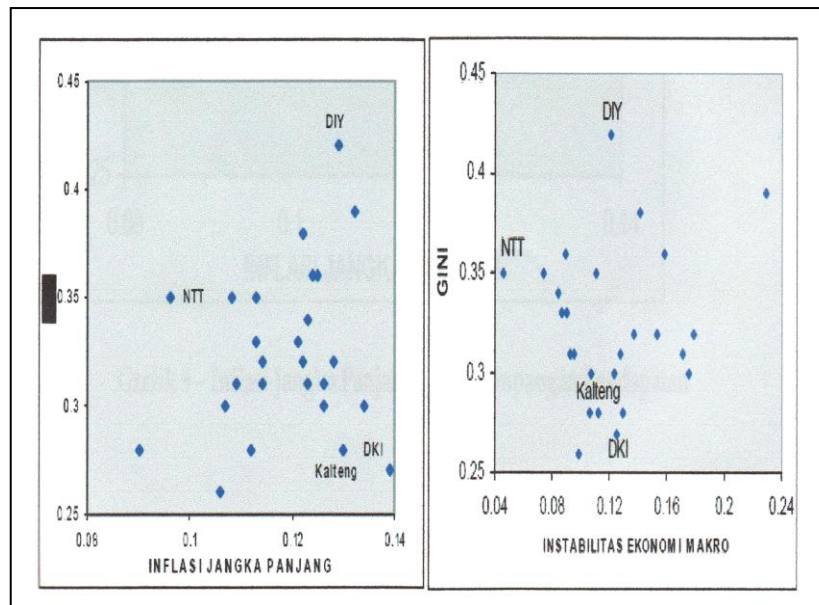 0.45
DIY
0.4
0.35
NTT
0.3
DKI
Kalteng
0.25
0.08
0.1
0.12
0.14
INFLASI JANGKA PANJANG
0.45
DIY
0.4
GINI
NTT
0.35
0.3
Kalteng
DKI
0.25
0.04
0.08
0.12
0.16
0.2
0.24
INSTABILITAS EKONOMI MAKRO